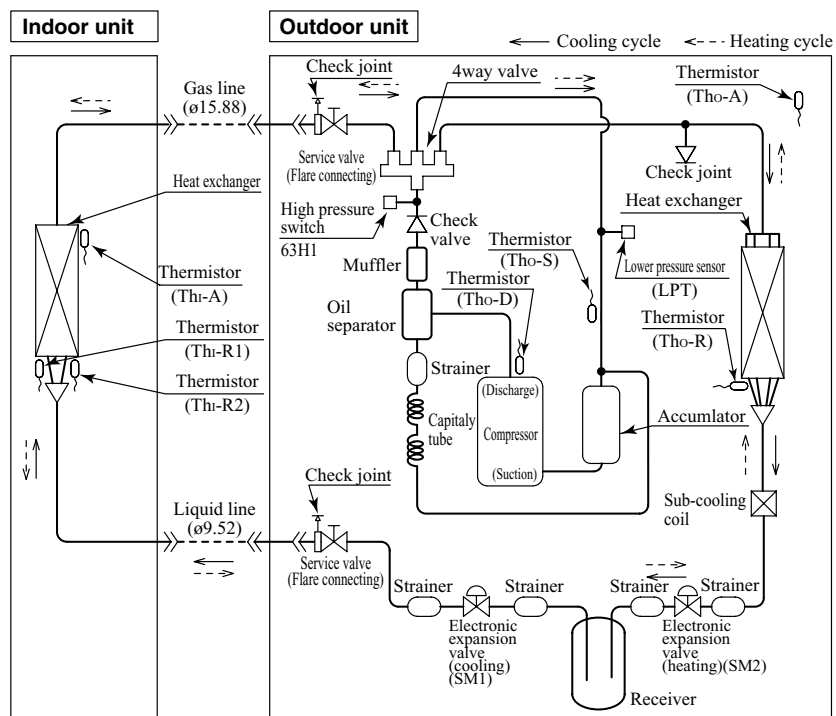 Indoor unit
Outdoor unit
Cooling cycle
Heating cycle
Check joint
4way valve
Thermistor
(Tho-A)
Gas line
(ø15.88)
Service valve
(Flare connecting)
Check joint
Heat exchanger
Heat exchanger
High pressure
switch
63H1
Check
valve
Thermistor
(Tho-S)
Lower pressure sensor
(LPT)
Thermistor
(ThI-A)
Muffler
Thermistor
(Tho-D)
Oil
separator
Thermistor
(Tho-R)
Thermistor
(ThI-R1)
Thermistor
(ThI-R2)
Strainer
(Discharge)
Compressor
(Suction)
Capitaly
tube
Accumlator
Check joint
Liquid line
(ø9.52)
Sub-cooling
coil
Service valve
(Flare connecting)
Strainer
Strainer
Strainer
Strainer
Electronic
expansion
valve
(cooling)
(SM1)
Electronic
expansion
valve
(heating)(SM2)
Receiver